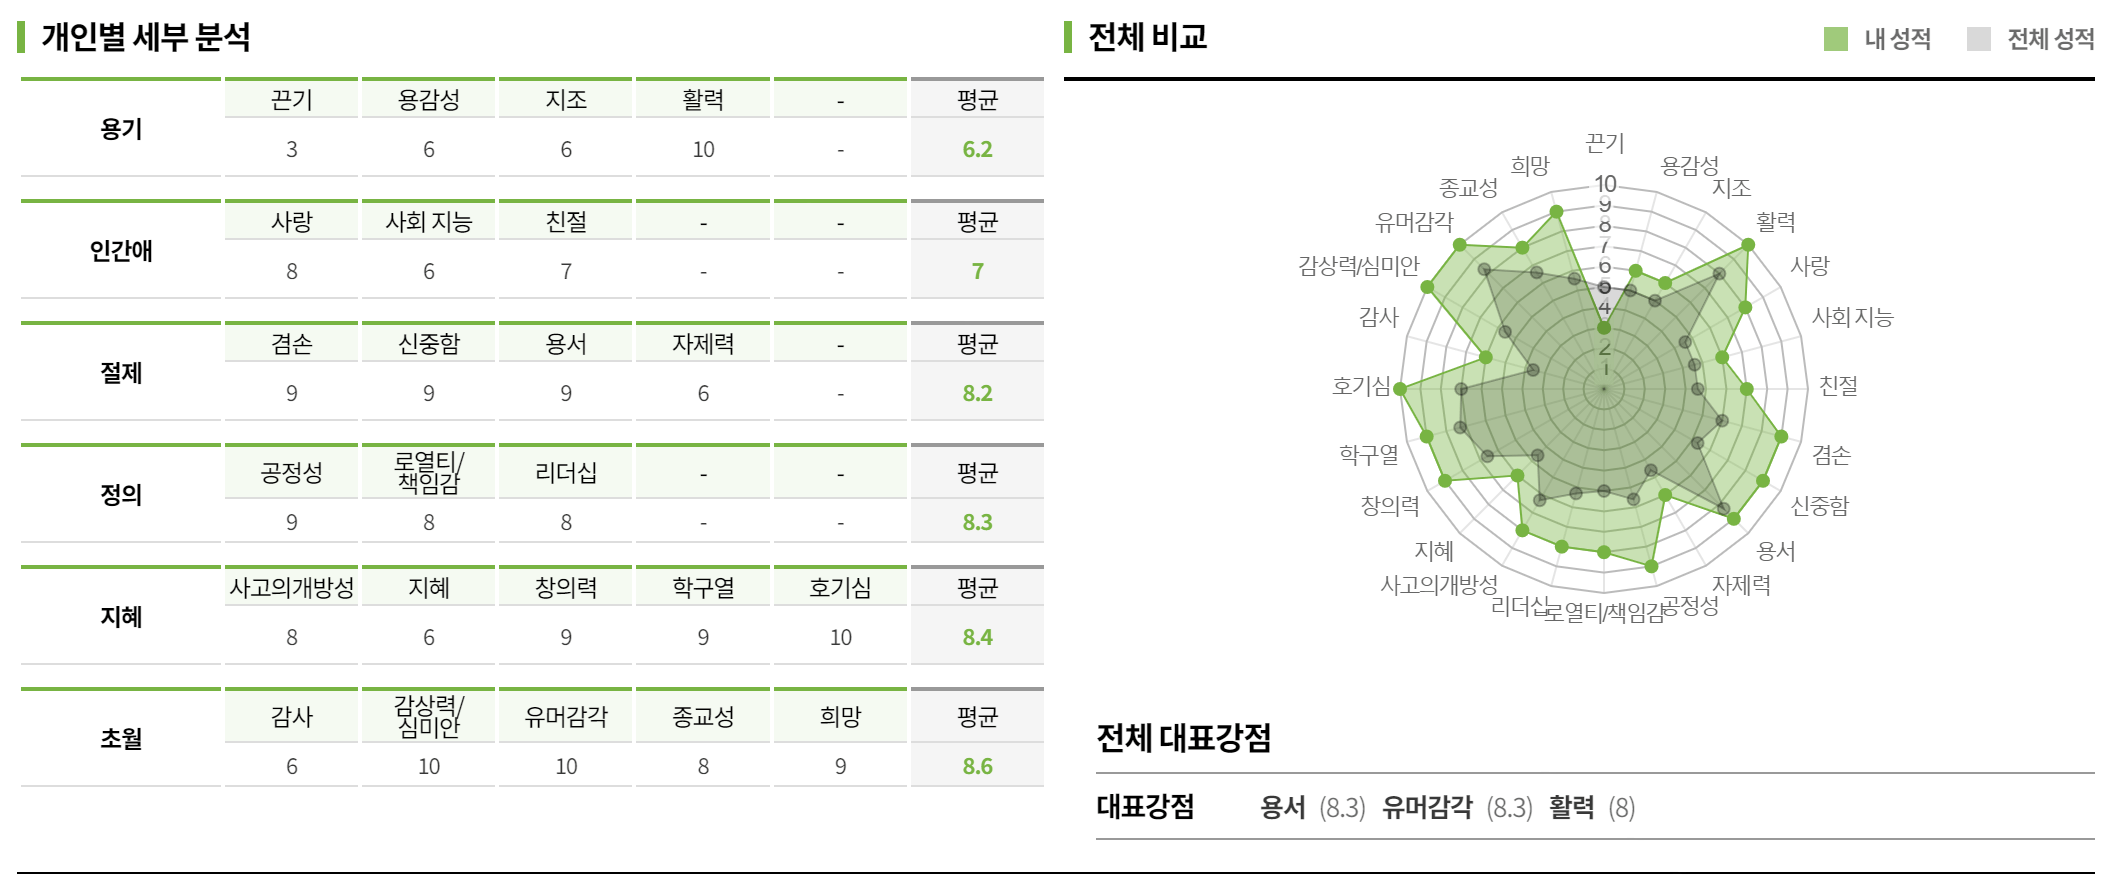 개인별 세부 분석
용기 끈기 용감성 지조 활력 - 평균
3 6 6 10 - 6.2
인간애 사랑 사회 지능 친절 - - 평균
8 6 7 - - 7
절제 겸손 신중함 용서 자제력 - 평균
9 9 9 6 - 8.2
정의 공정성 로열티/책임감 리더십 - - 평균
9 8 8 - - 8.3
지혜 사고의개방성 지혜 창의력 학구열 호기심 평균
8 6 9 9 10 8.4
초월 감사 감상력/심미안 유머감각 종교성 희망 평균
6 10 10 8 9 8.6
전체 비교
내 성적 전체 성적
끈기
용감성
지조
활력
사랑
사회 지능
친절
겸손
신중함
용서
자제력
공정성
로열티/책임감
리더십
사고의개방성
지혜
창의력
학구열
호기심
감사
감상력/심미안
유머감각
종교성
희망
10
9
8
7
6
5
4
2
1
전체 대표강점
대표강점 용서 (8.3) 유머감각 (8.3) 활력 (8)